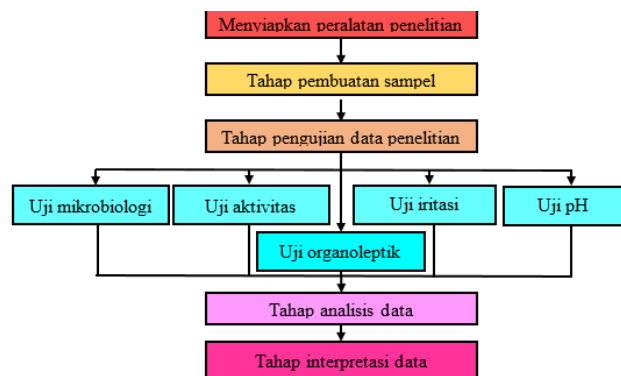 Menyiapkan peralatan penelitian
Tahap pembuatan sampel
Tahap pengujian data penelitian
Uji mikrobiologi
Uji aktivitas
Uji iritasi
Uji pH
Uji organoleptik
Tahap analisis data
Tahap interpretasi data